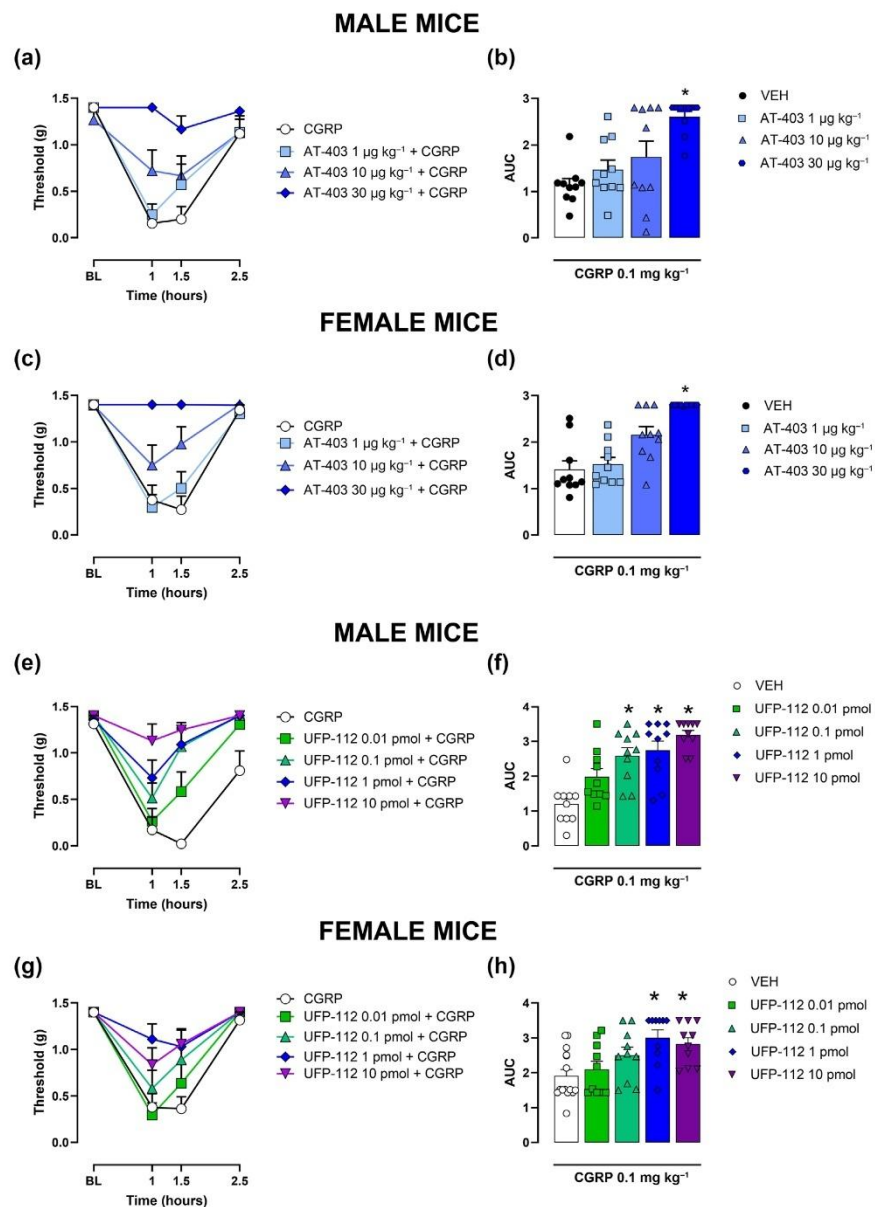 MALE MICE
(a)
Threshold (g)
1.5
1.0
0.5
0.0
BL
1
1.5
2.5
Time (hours)
CGRP
AT-403 1 µg kg⁻¹ + CGRP
AT-403 10 µg kg⁻¹ + CGRP
AT-403 30 µg kg⁻¹ + CGRP
(b)
AUC
3
2
1
0
*
CGRP 0.1 mg kg⁻¹
VEH
AT-403 1 µg kg⁻¹
AT-403 10 µg kg⁻¹
AT-403 30 µg kg⁻¹
FEMALE MICE
(c)
Threshold (g)
1.5
1.0
0.5
0.0
BL
1
1.5
2.5
Time (hours)
CGRP
AT-403 1 µg kg⁻¹ + CGRP
AT-403 10 µg kg⁻¹ + CGRP
AT-403 30 µg kg⁻¹ + CGRP
(d)
AUC
3
2
1
0
*
CGRP 0.1 mg kg⁻¹
VEH
AT-403 1 µg kg⁻¹
AT-403 10 µg kg⁻¹
AT-403 30 µg kg⁻¹
MALE MICE
(e)
Threshold (g)
1.5
1.0
0.5
0.0
BL
1
1.5
2.5
Time (hours)
CGRP
UFP-112 0.01 pmol + CGRP
UFP-112 0.1 pmol + CGRP
UFP-112 1 pmol + CGRP
UFP-112 10 pmol + CGRP
(f)
AUC
4
3
2
1
0
* * *
CGRP 0.1 mg kg⁻¹
VEH
UFP-112 0.01 pmol
UFP-112 0.1 pmol
UFP-112 1 pmol
UFP-112 10 pmol
FEMALE MICE
(g)
Threshold (g)
1.5
1.0
0.5
0.0
BL
1
1.5
2.5
Time (hours)
CGRP
UFP-112 0.01 pmol + CGRP
UFP-112 0.1 pmol + CGRP
UFP-112 1 pmol + CGRP
UFP-112 10 pmol + CGRP
(h)
AUC
4
3
2
1
0
* *
CGRP 0.1 mg kg⁻¹
VEH
UFP-112 0.01 pmol
UFP-112 0.1 pmol
UFP-112 1 pmol
UFP-112 10 pmol